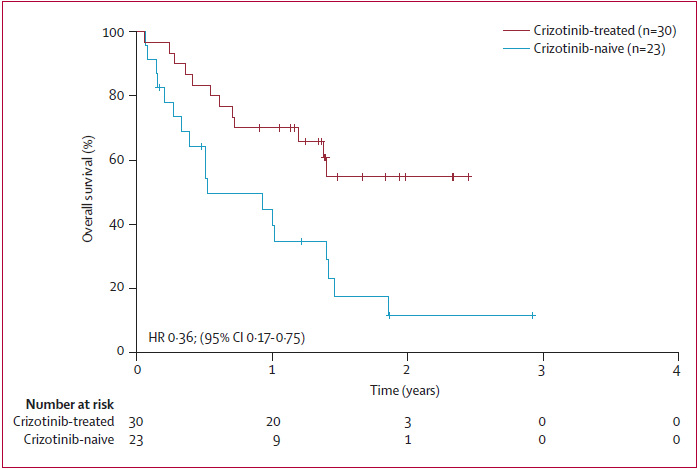 Crizotinib-treated (n=30)
Crizotinib-naive (n=23)
100
80
60
40
20
0
Overall survival (%)
HR 0·36; (95% CI 0·17-0·75)
0 1 2 3 4
Time (years)
Number at risk
Crizotinib-treated 30 20 3 0 0
Crizotinib-naive 23 9 1 0 0